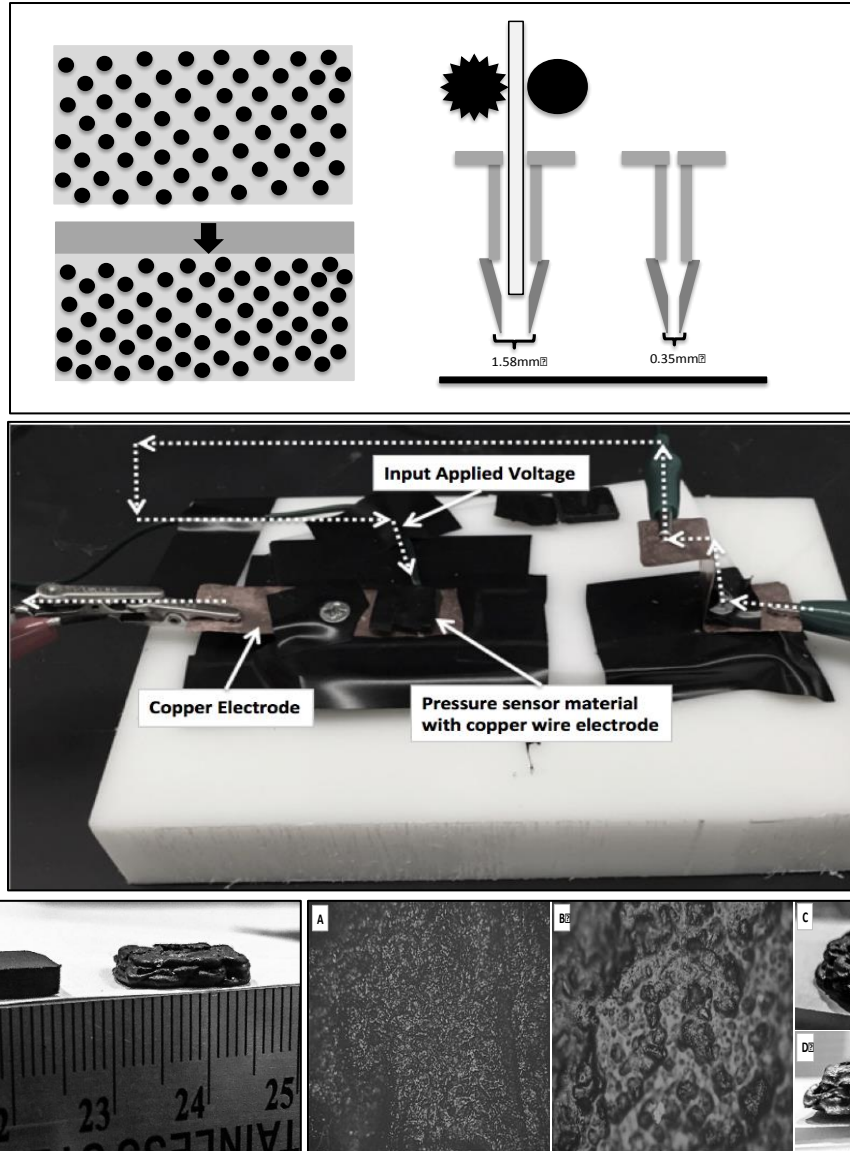 1.58mm
0.35mm
Input Applied Voltage
Copper Electrode
Pressure sensor material
with copper wire electrode
A
B
C
D
23
24
25